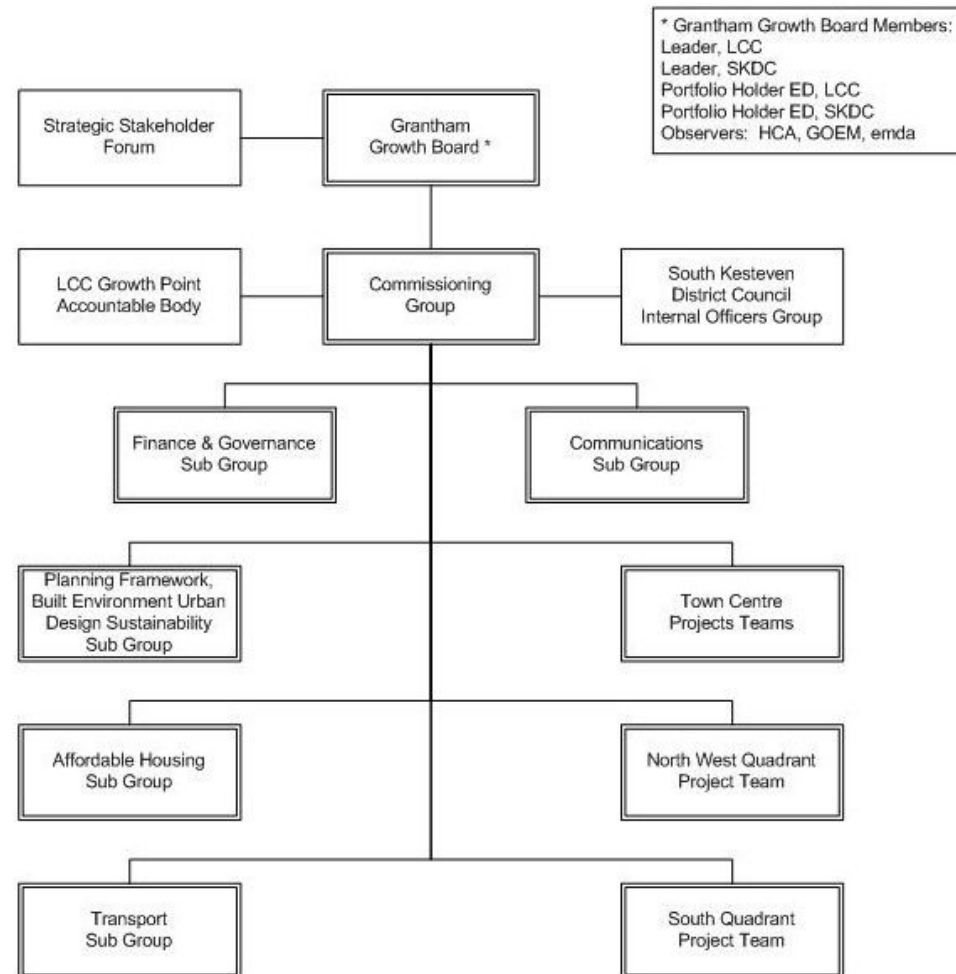 * Grantham Growth Board Members:
Leader, LCC
Leader, SKDC
Portfolio Holder ED, LCC
Portfolio Holder ED, SKDC
Observers: HCA, GOEM, emda
Strategic Stakeholder
Forum
Grantham
Growth Board *
LCC Growth Point
Accountable Body
Commissioning
Group
South Kesteven
District Council
Internal Officers Group
Finance & Governance
Sub Group
Communications
Sub Group
Planning Framework,
Built Environment Urban
Design Sustainability
Sub Group
Town Centre
Projects Teams
Affordable Housing
Sub Group
North West Quadrant
Project Team
Transport
Sub Group
South Quadrant
Project Team